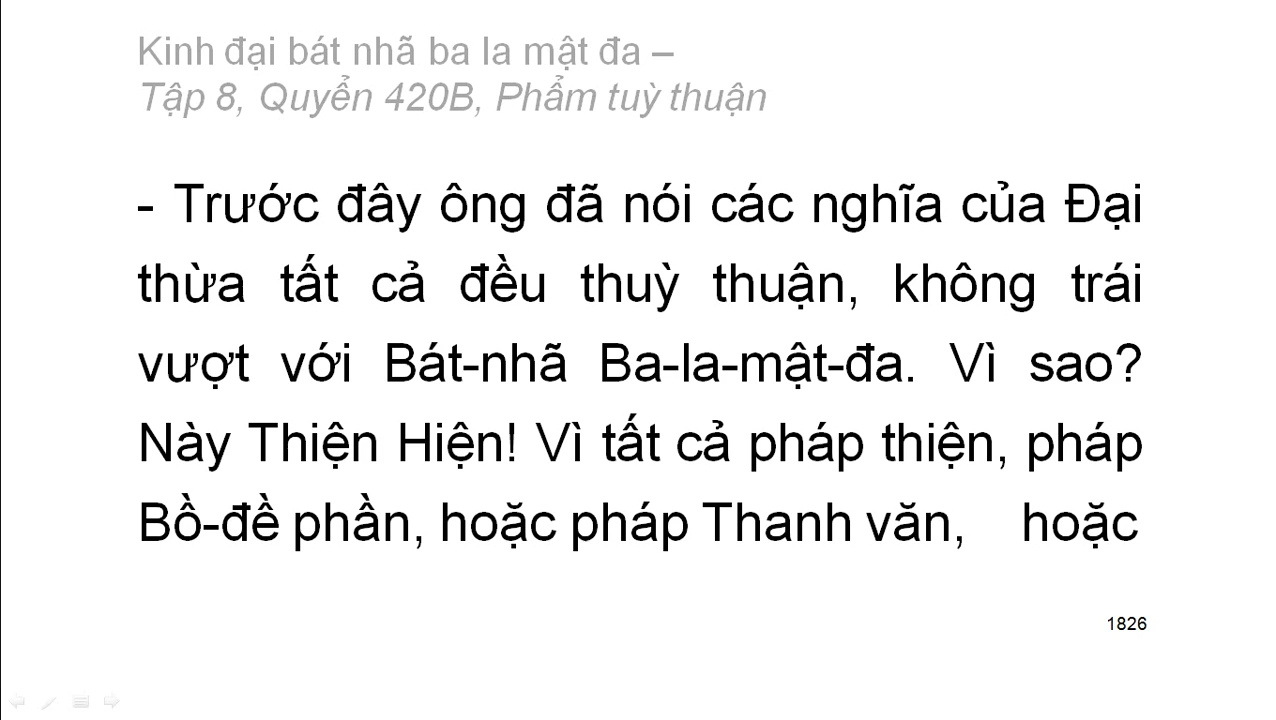 Kinh đại bát nhã ba la mật đa –
Tập 8, Quyển 420B, Phẩm tuỳ thuận
- Trước đây ông đã nói các nghĩa của Đại
thừa tất cả đều thuỳ thuận, không trái
vượt với Bát-nhã Ba-la-mật-đa. Vì sao?
Này Thiện Hiện! Vì tất cả pháp thiện, pháp
Bồ-đề phần, hoặc pháp Thanh văn, hoặc
1826